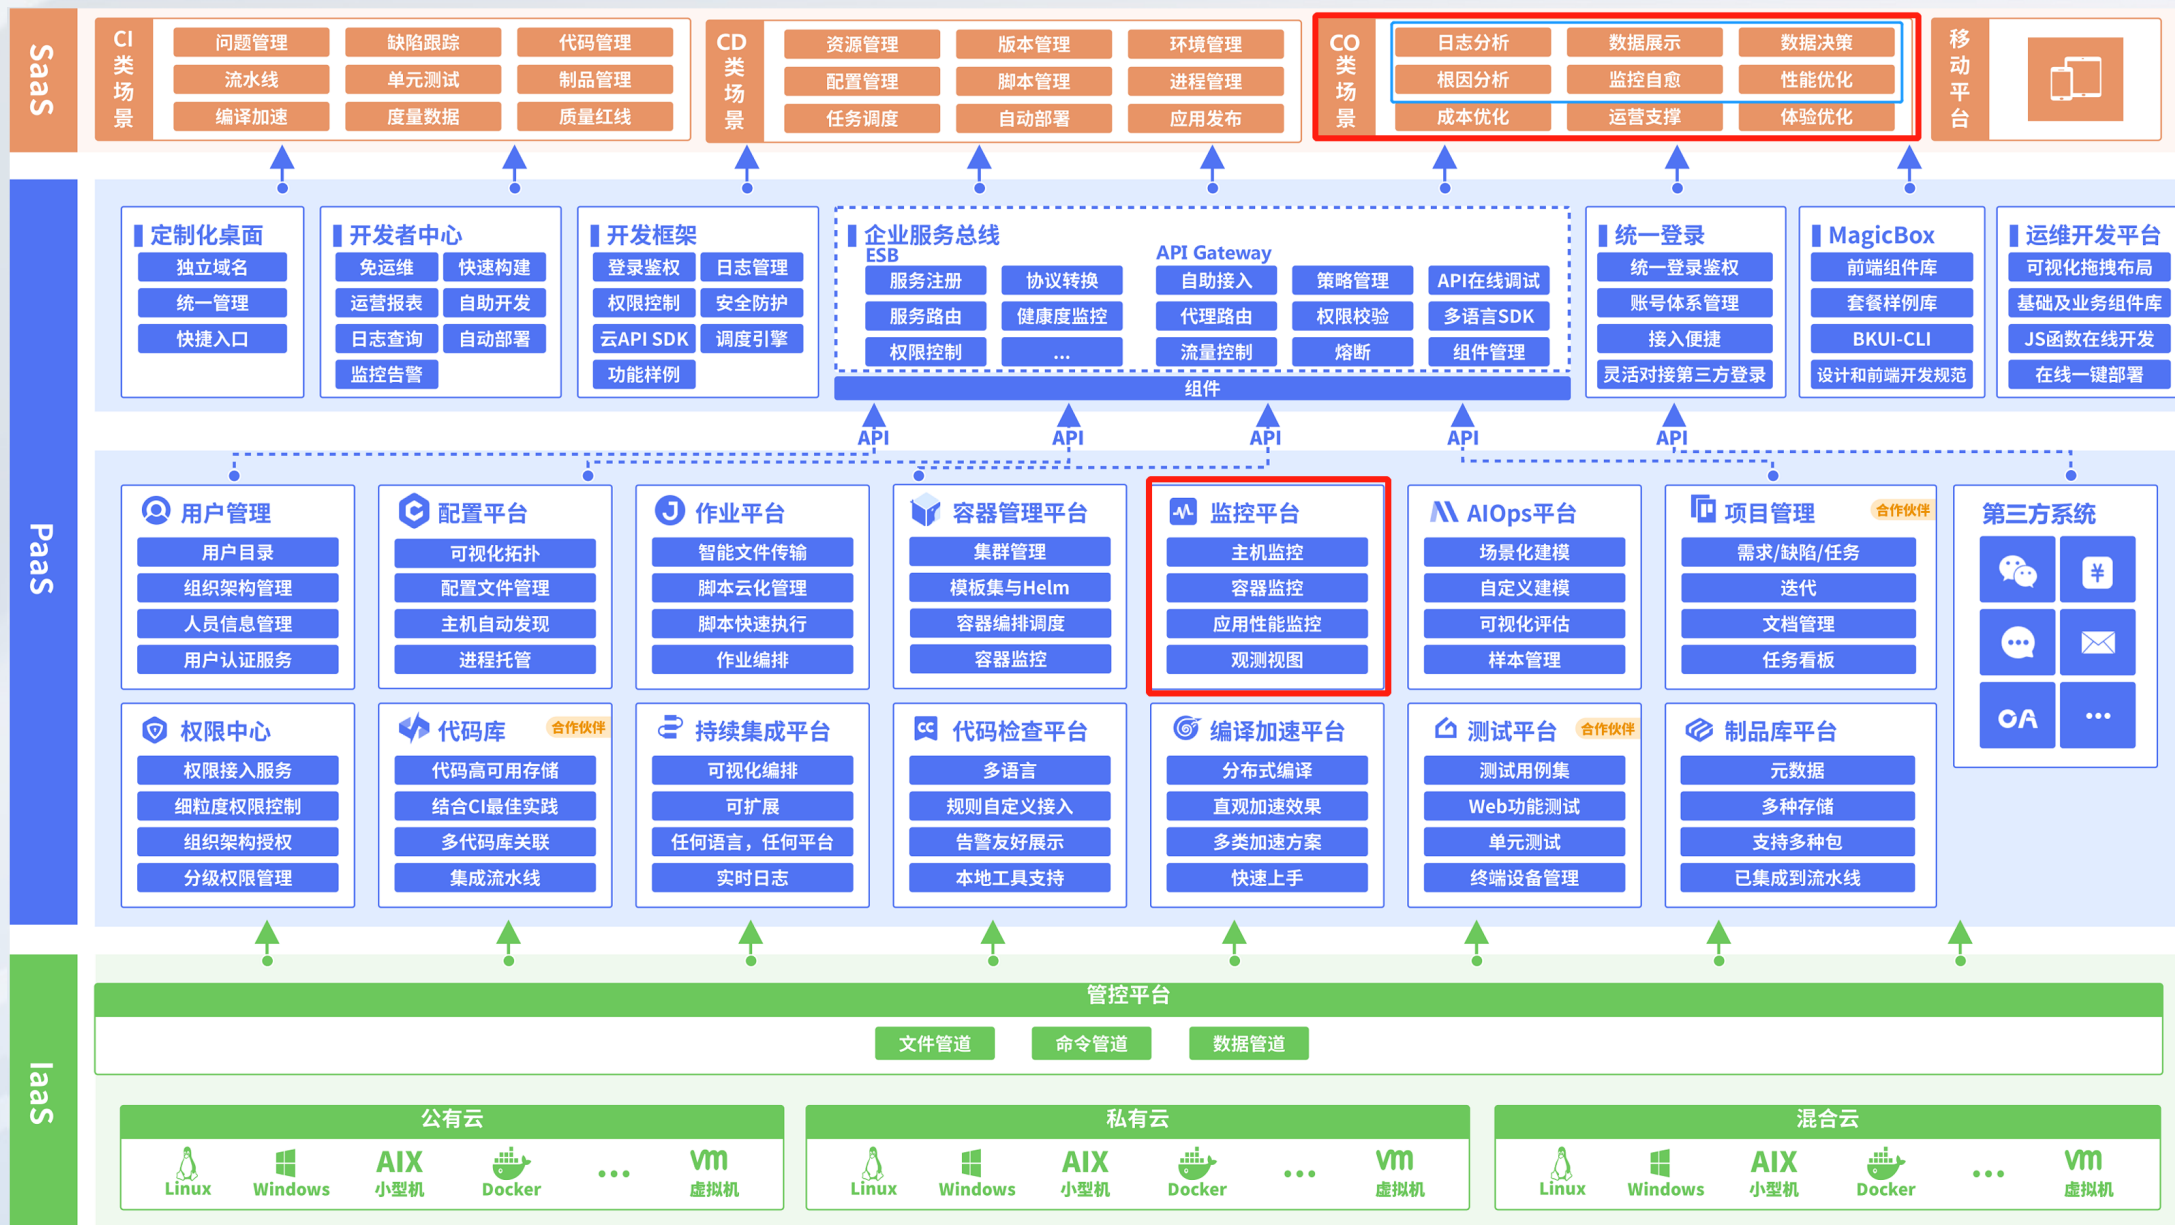 SaaS
CI类场景
问题管理
缺陷跟踪
代码管理
流水线
单元测试
制品管理
编译加速
度量数据
质量红线
CD类场景
资源管理
版本管理
环境管理
配置管理
脚本管理
进程管理
任务调度
自动部署
应用发布
CO类场景
日志分析
数据展示
数据决策
根因分析
监控自愈
性能优化
成本优化
运营支撑
体验优化
移动平台
PaaS
定制化桌面
独立域名
统一管理
快捷入口
开发者中心
免运维
快速构建
运营报表
自助开发
日志查询
自动部署
监控告警
开发框架
登录鉴权
日志管理
权限控制
安全防护
云API SDK
调度引擎
功能样例
企业服务总线
ESB
服务注册
协议转换
服务路由
健康度监控
权限控制
...
API Gateway
自助接入
策略管理
API在线调试
代理路由
权限校验
多语言SDK
流量控制
熔断
组件管理
组件
统一登录
统一登录鉴权
账号体系管理
接入便捷
灵活对接第三方登录
MagicBox
前端组件库
套餐样例库
BKUI-CLI
设计和前端开发规范
运维开发平台
可视化拖拽布局
基础及业务组件库
JS函数在线开发
在线一键部署
API
API
API
API
API
用户管理
用户目录
组织架构管理
人员信息管理
用户认证服务
配置平台
可视化拓扑
配置文件管理
主机自动发现
进程托管
作业平台
智能文件传输
脚本云化管理
脚本快速执行
作业编排
容器管理平台
集群管理
模板集与Helm
容器编排调度
容器监控
监控平台
主机监控
容器监控
应用性能监控
观测视图
AIOps平台
场景化建模
自定义建模
可视化评估
样本管理
项目管理
合作伙伴
需求/缺陷/任务
迭代
文档管理
任务看板
第三方系统
OA
权限中心
权限接入服务
细粒度权限控制
组织架构授权
分级权限管理
代码库
合作伙伴
代码高可用存储
结合CI最佳实践
多代码库关联
集成流水线
持续集成平台
可视化编排
可扩展
任何语言，任何平台
实时日志
代码检查平台
多语言
规则自定义接入
告警友好展示
本地工具支持
编译加速平台
分布式编译
直观加速效果
多类加速方案
快速上手
测试平台
合作伙伴
测试用例集
Web功能测试
单元测试
终端设备管理
制品库平台
元数据
多种存储
支持多种包
已集成到流水线
IaaS
管控平台
文件管道
命令管道
数据管道
公有云
Linux
Windows
AIX
小型机
Docker
...
vm
虚拟机
私有云
Linux
Windows
AIX
小型机
Docker
...
vm
虚拟机
混合云
Linux
Windows
AIX
小型机
Docker
...
vm
虚拟机